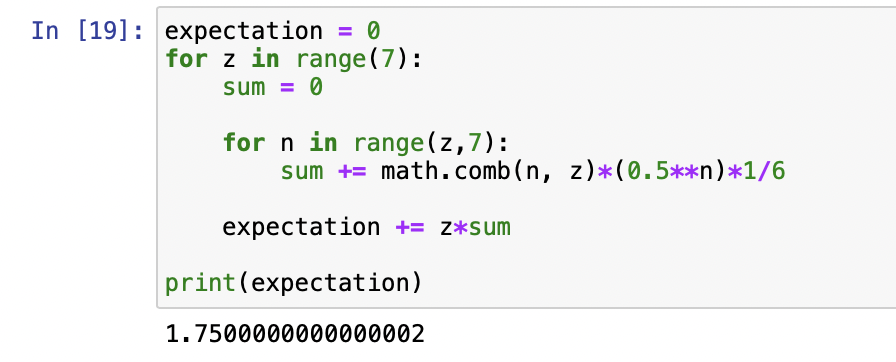 In [19]: expectation = 0
for z in range(7):
    sum = 0

    for n in range(z,7):
        sum += math.comb(n, z)*(0.5**n)*1/6

    expectation += z*sum

print(expectation)
1.7500000000000002